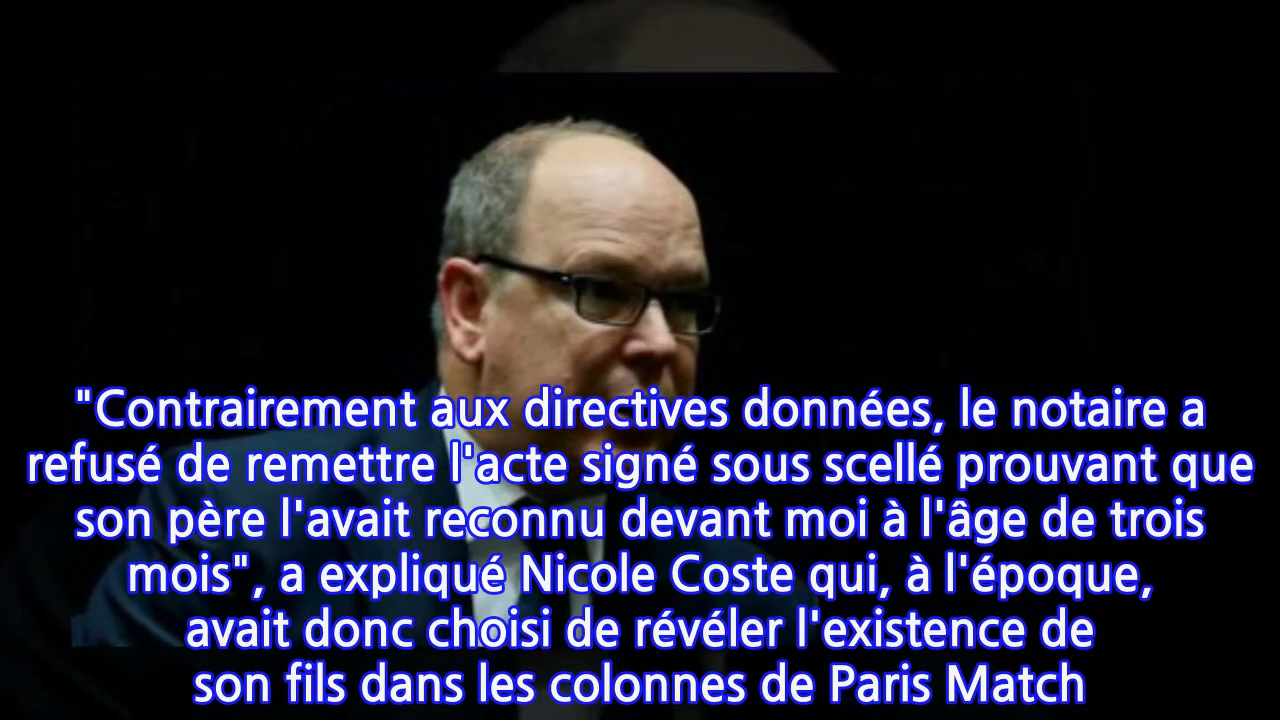 "Contrairement aux directives données, le notaire a
refusé de remettre l'acte signé sous scellé prouvant que
son père l'avait reconnu devant moi à l'âge de trois
mois", a expliqué Nicole Coste qui, à l'époque,
avait donc choisi de révéler l'existence de
son fils dans les colonnes de Paris Match